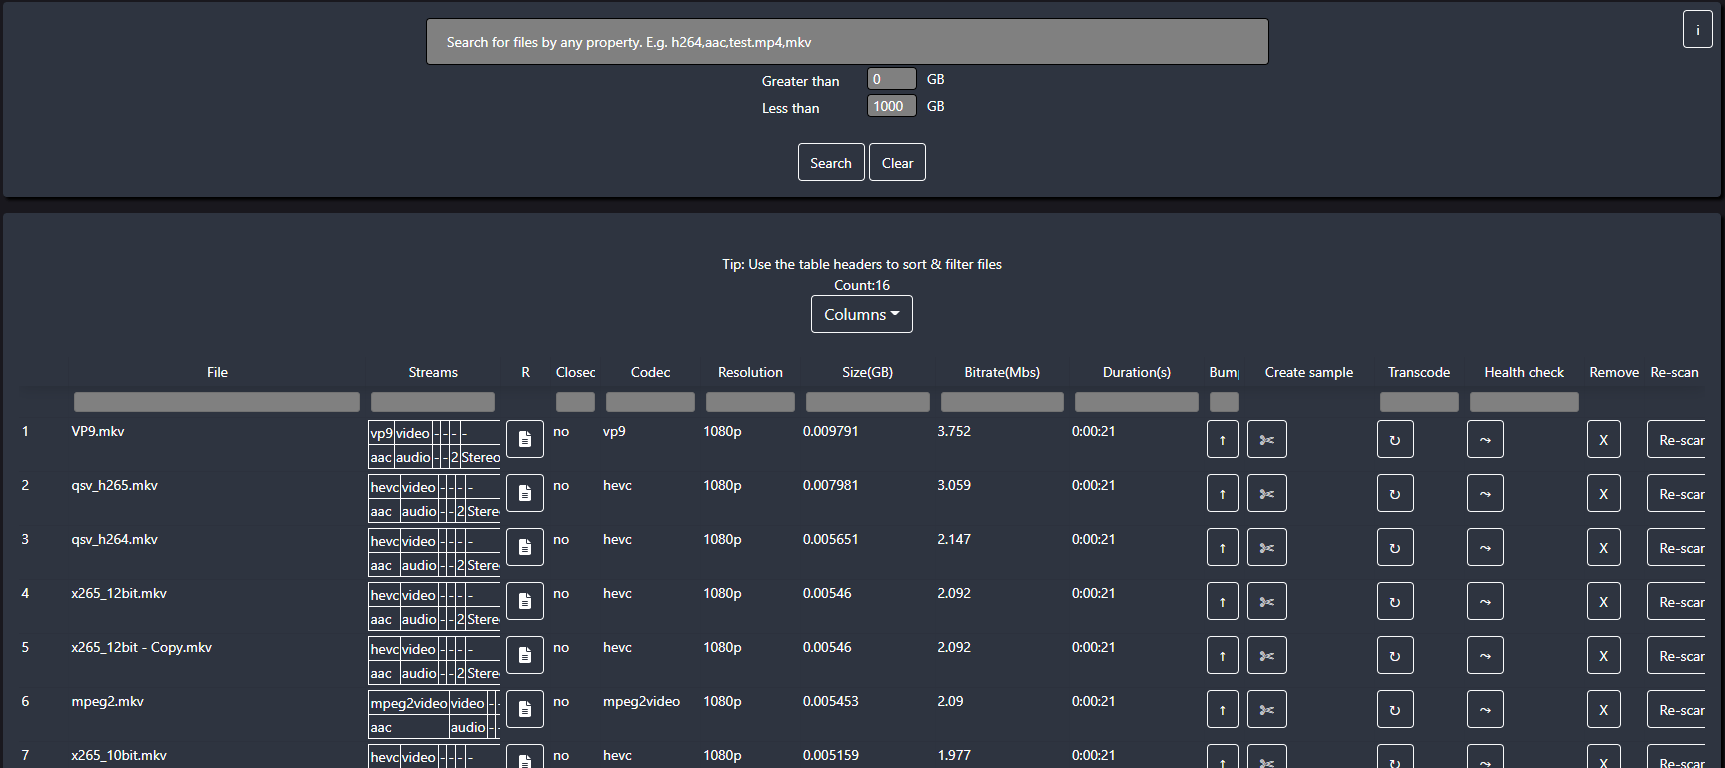 i
Search for files by any property. E.g. h264,aac,test.mp4,mkv
Greater than 0 GB
Less than 1000 GB
Search Clear
Tip: Use the table headers to sort & filter files
Count:16
Columns
File Streams R Closec Codec Resolution Size(GB) Bitrate(Mbs) Duration(s) Bum Create sample Transcode Health check Remove Re-scan
1 VP9.mkv vp9 video - - - - no vp9 1080p 0.009791 3.752 0:00:21 ↑ ✄ ↻ ⤳ X Re-scar
aac audio - - 2 Stereo
2 qsv_h265.mkv hevc video - - - - no hevc 1080p 0.007981 3.059 0:00:21 ↑ ✄ ↻ ⤳ X Re-scar
aac audio - - 2 Stere
3 qsv_h264.mkv hevc video - - - - no hevc 1080p 0.005651 2.147 0:00:21 ↑ ✄ ↻ ⤳ X Re-scar
aac audio - - 2 Stere
4 x265_12bit.mkv hevc video - - - - no hevc 1080p 0.00546 2.092 0:00:21 ↑ ✄ ↻ ⤳ X Re-scar
aac audio - - 2 Stere
5 x265_12bit - Copy.mkv hevc video - - - - no hevc 1080p 0.00546 2.092 0:00:21 ↑ ✄ ↻ ⤳ X Re-scar
aac audio - - 2 Stere
6 mpeg2.mkv mpeg2video video - - no mpeg2video 1080p 0.005453 2.09 0:00:21 ↑ ✄ ↻ ⤳ X Re-scar
aac audio - -
7 x265_10bit.mkv hevc video - - - - no hevc 1080p 0.005159 1.977 0:00:21 ↑ ✄ ↻ ⤳ X Re-scar